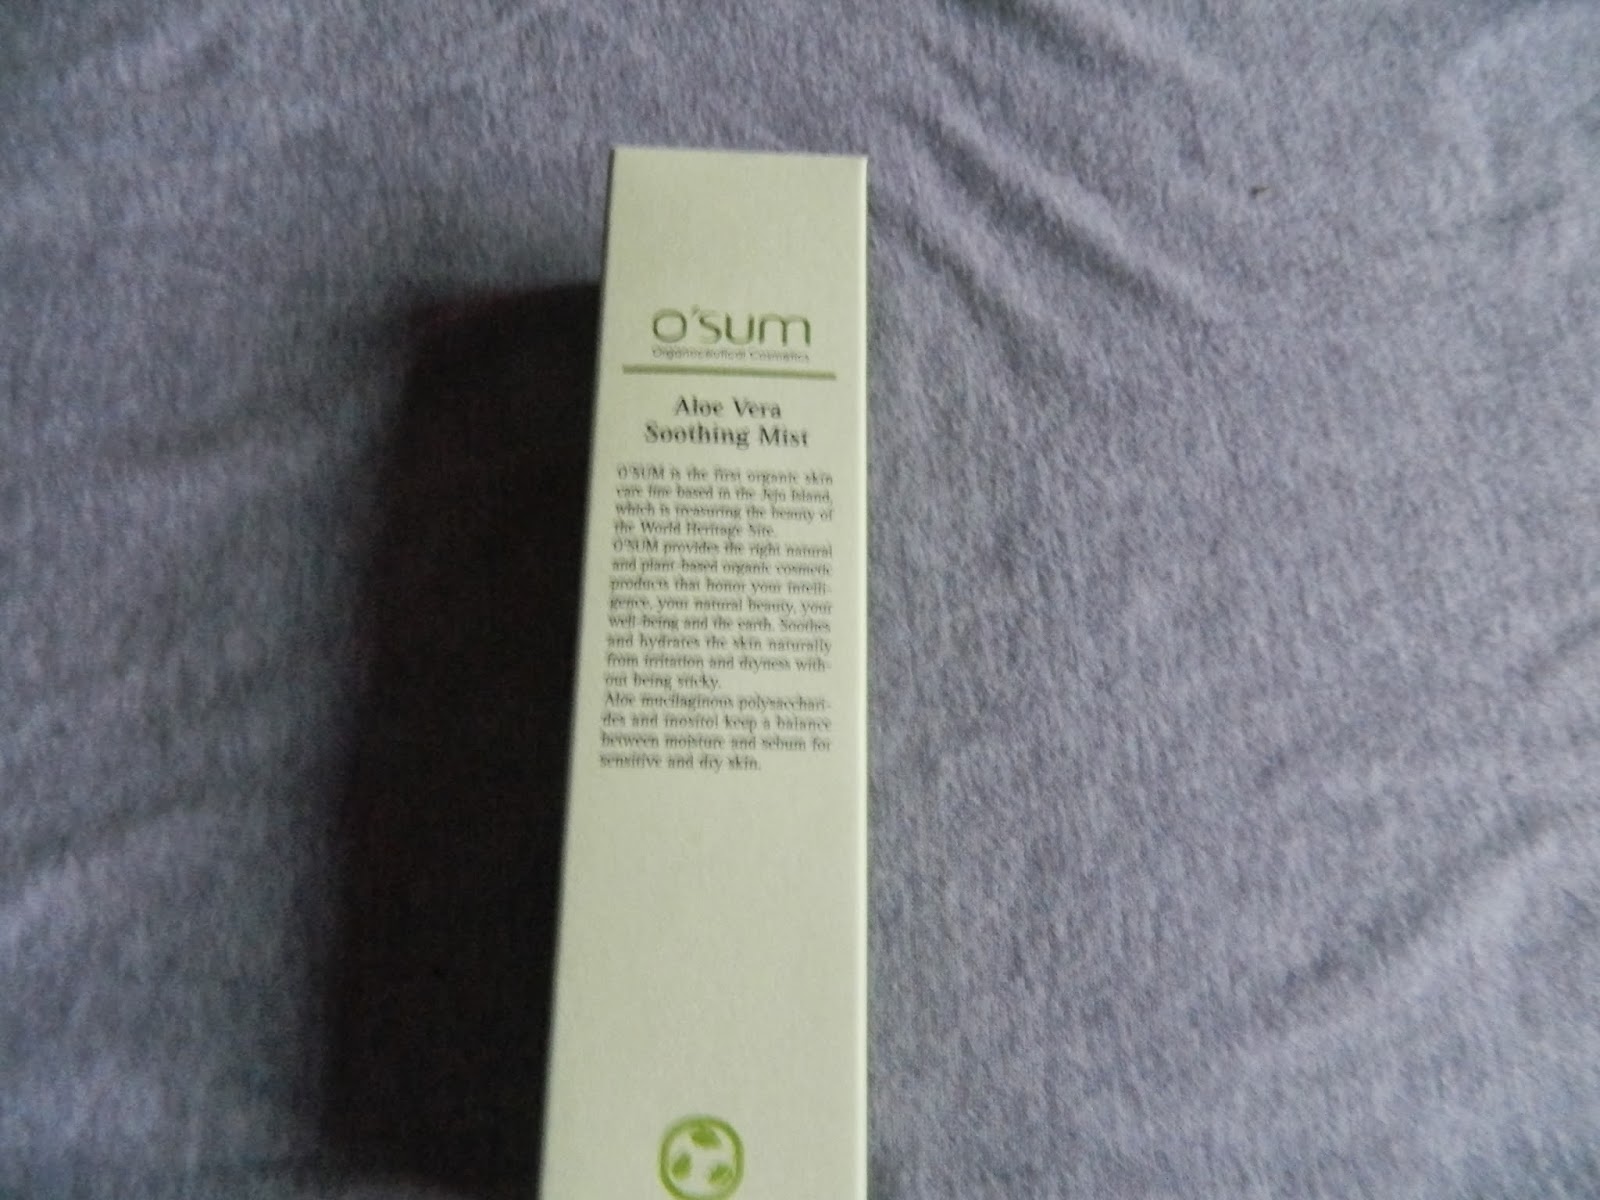 O'SUM
Organoceutical Cosmetics
Aloe Vera
Soothing Mist
O'SUM is the first organic skin
care line based in the Jeju Island,
which is treasuring the beauty of
the World Heritage Site.
O'SUM provides the right natural
and plant-based organic cosmetic
products that honor your intelli-
gence, your natural beauty, your
well-being and the earth. Soothes
and hydrates the skin naturally
from irritation and dryness with-
out being sticky.
Aloe mucilaginous polysacchari-
des and inositol keep a balance
between moisture and sebum for
sensitive and dry skin.